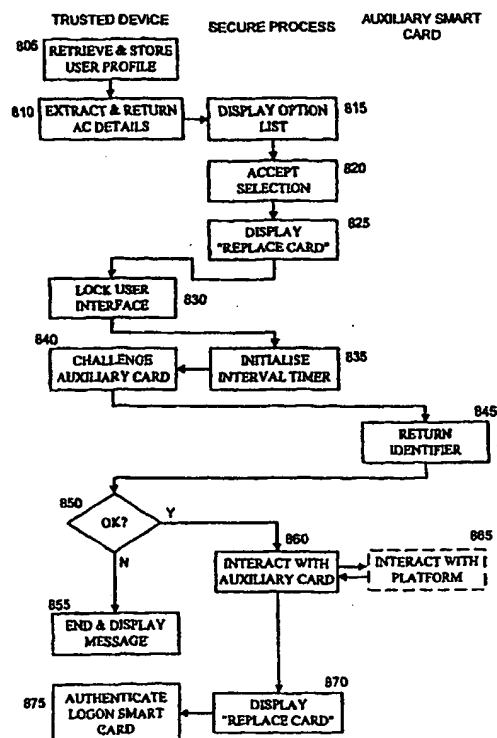 TRUSTED DEVICE
SECURE PROCESS
AUXILIARY SMART
CARD
805
RETRIEVE & STORE
USER PROFILE
810
EXTRACT & RETURN
AC DETAILS
815
DISPLAY OPTION
LIST
820
ACCEPT
SELECTION
825
DISPLAY
"REPLACE CARD"
LOCK USER
INTERFACE
830
840
CHALLENGE
AUXILIARY CARD
INITIALISE
INTERVAL TIMER
835
845
RETURN
IDENTIFIER
850
OK?
Y
N
860
INTERACT WITH
AUXILIARY CARD
865
INTERACT WITH
PLATFORM
855
END & DISPLAY
MESSAGE
870
DISPLAY
"REPLACE CARD"
875
AUTHENTICATE
LOGON SMART
CARD